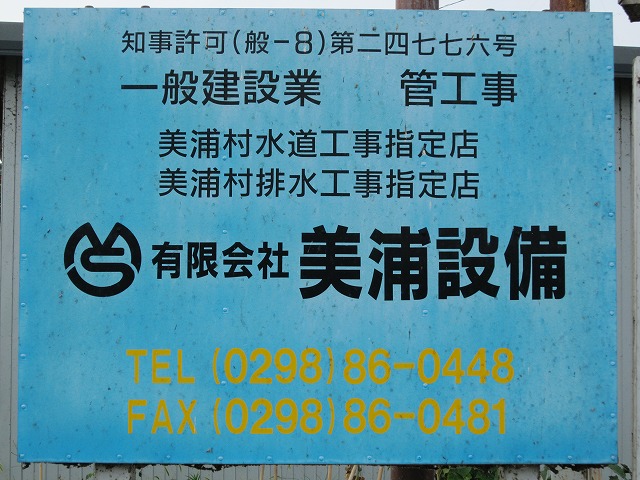 知事許可(般-8)第二四七七六号
一般建設業 管工事
美浦村水道工事指定店
美浦村排水工事指定店
有限会社 美浦設備
TEL(0298)86-0448
FAX(0298)86-0481